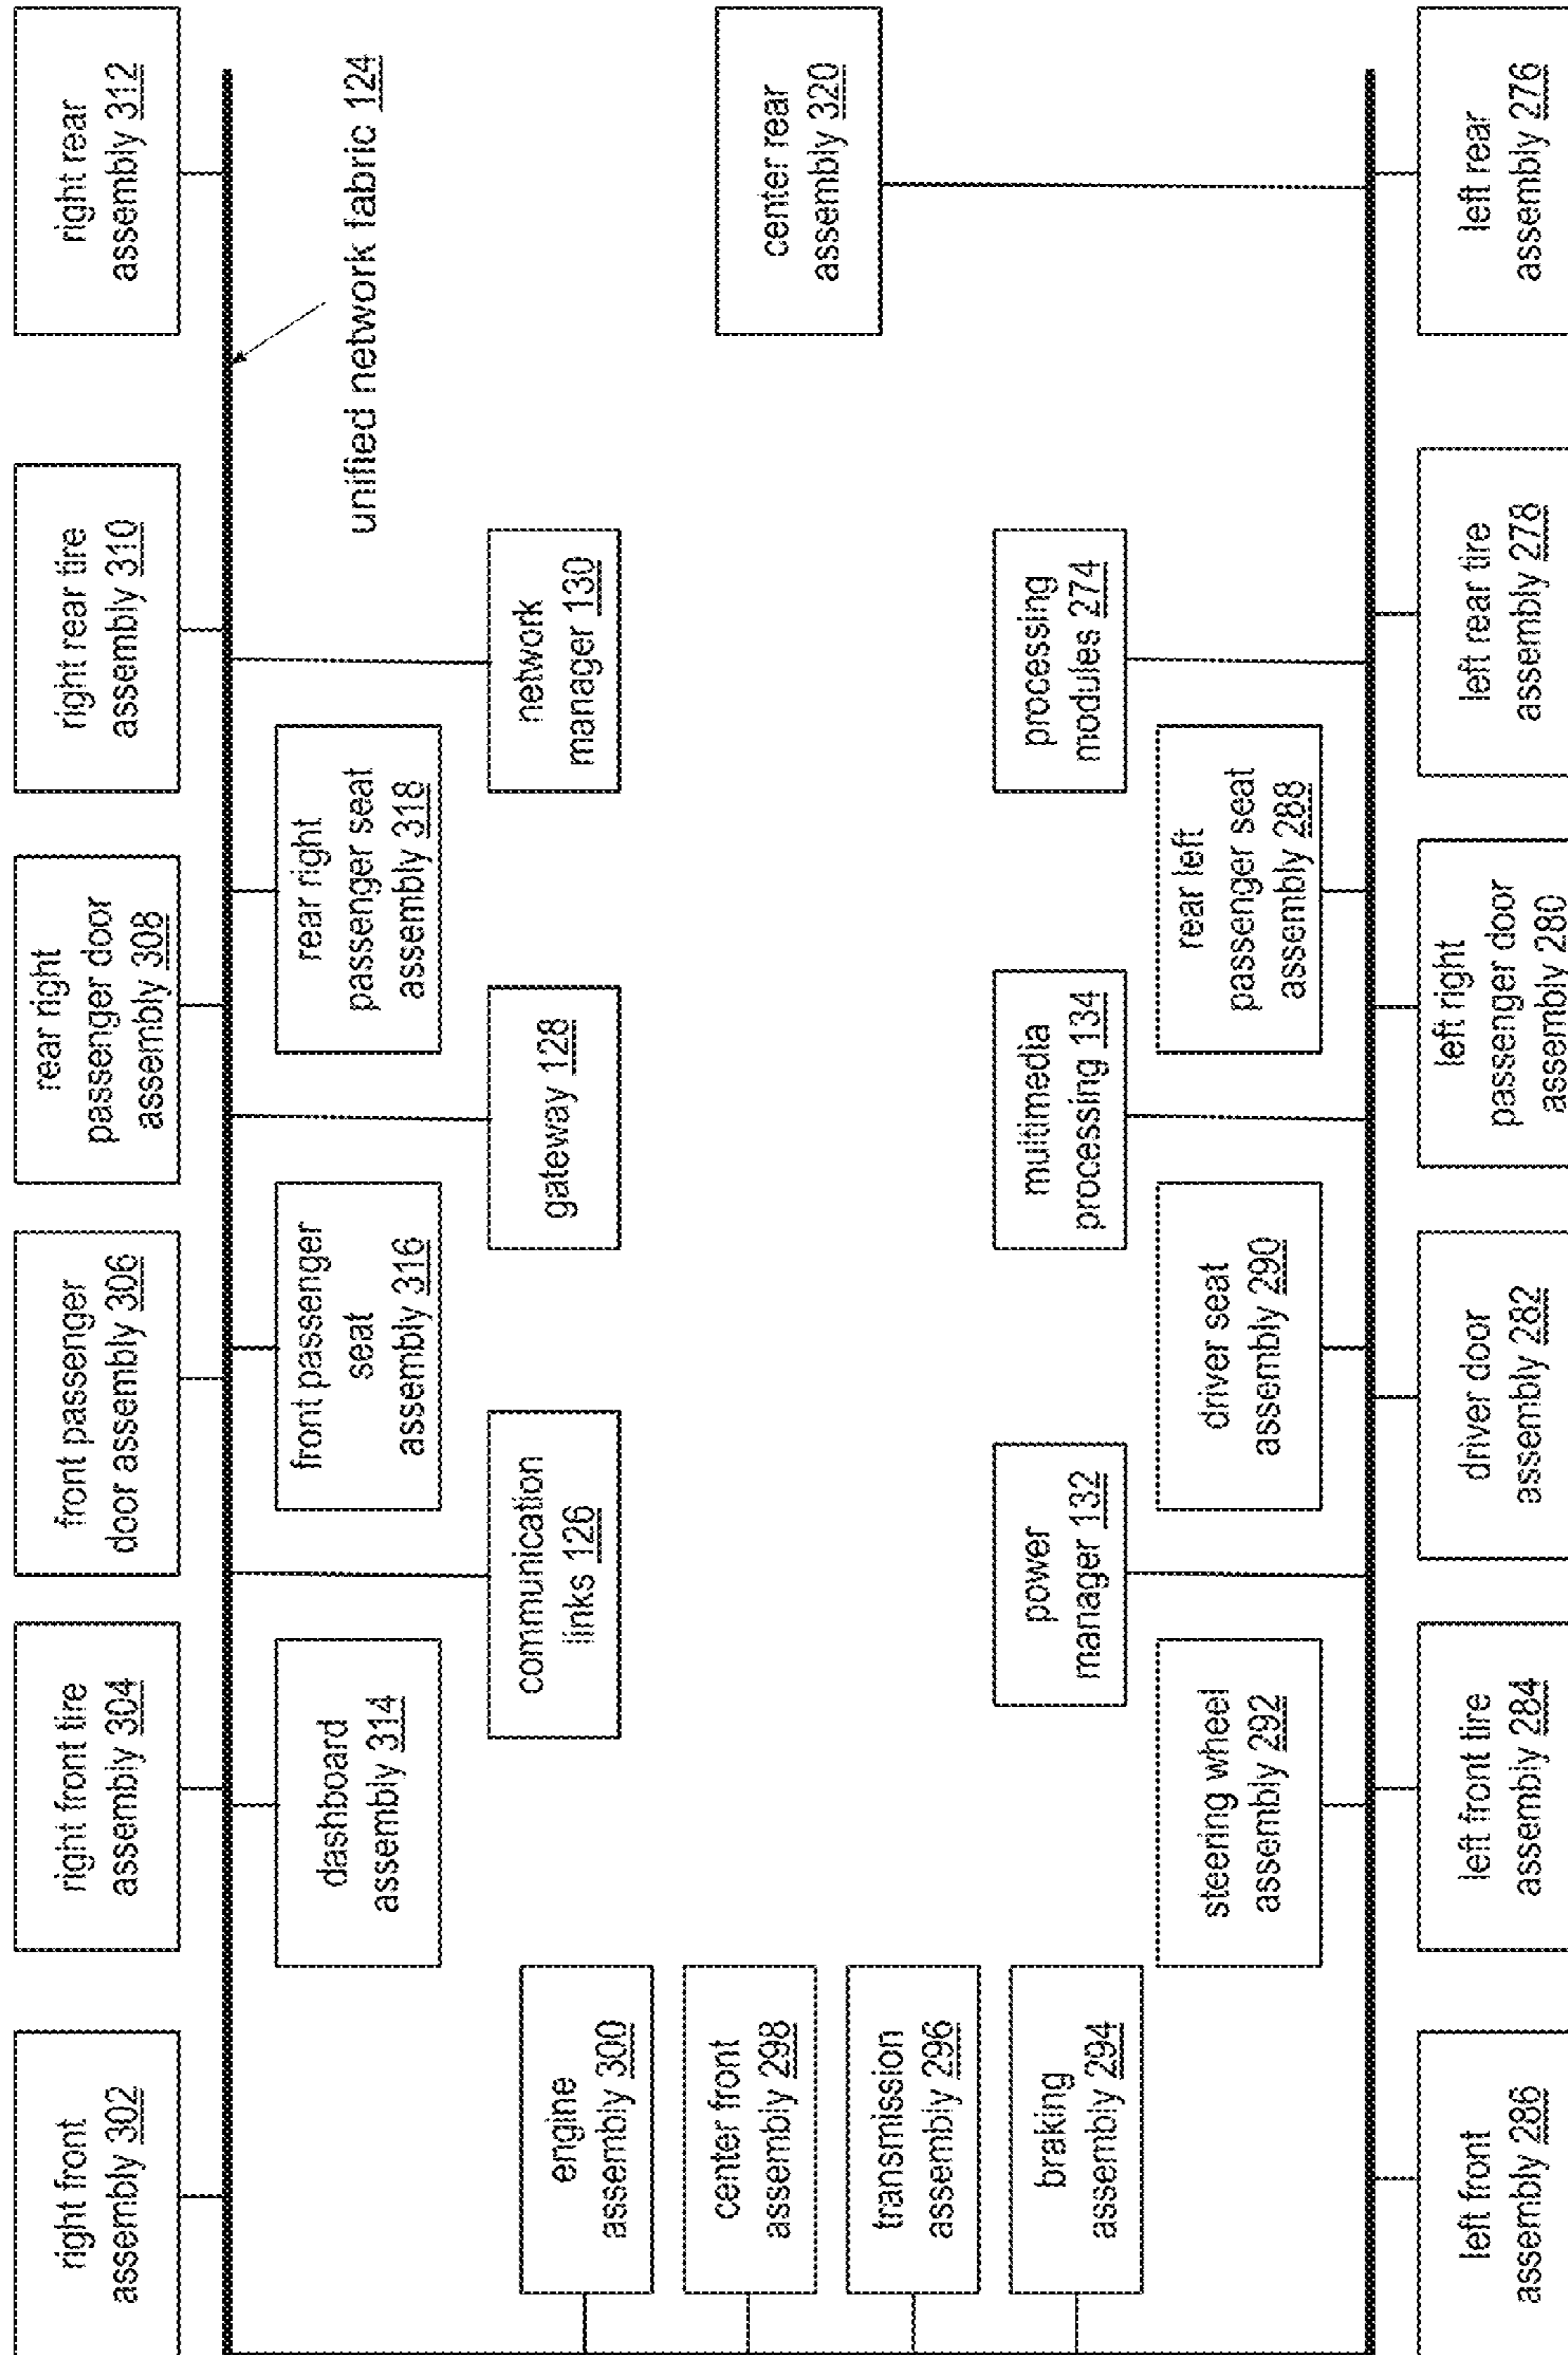 right front
assembly 302
right front tire
assembly 304
front passenger
door assembly 306
rear right
passenger door
assembly 308
right rear tire
assembly 310
right rear
assembly 312
unified network fabric 124
dashboard
assembly 314
front passenger
seat
assembly 316
rear right
passenger seat
assembly 318
communication
links 126
gateway 128
network
manager 130
engine
assembly 300
center front
assembly 298
transmission
assembly 296
braking
assembly 294
center rear
assembly 320
power
manager 132
multimedia
processing 134
processing
modules 274
steering wheel
assembly 292
driver seat
assembly 290
rear left
passenger seat
assembly 288
left front
assembly 286
left front tire
assembly 284
driver door
assembly 282
left right
passenger door
assembly 280
left rear tire
assembly 278
left rear
assembly 276